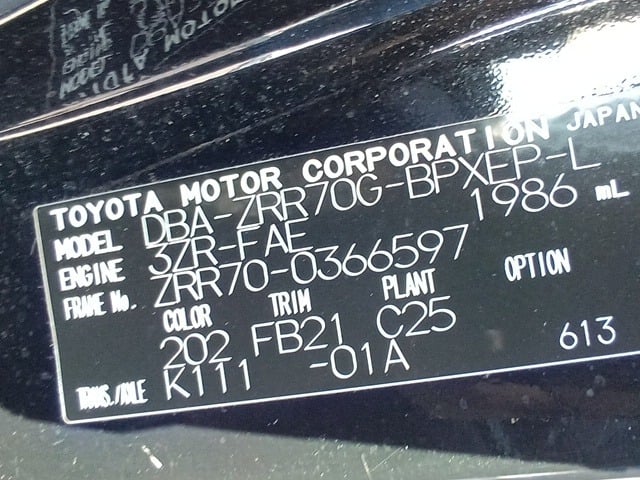 TOYOTA MOTOR CORPORATION JAPAN
MODEL DBA-ZRR70G-BPXEP-L
ENGINE 3ZR-FAE 1986 mL
FRAME No. ZRR70-0366597
COLOR TRIM PLANT OPTION
202 FB21 C25
TRANS./AXLE K111 -01A 613